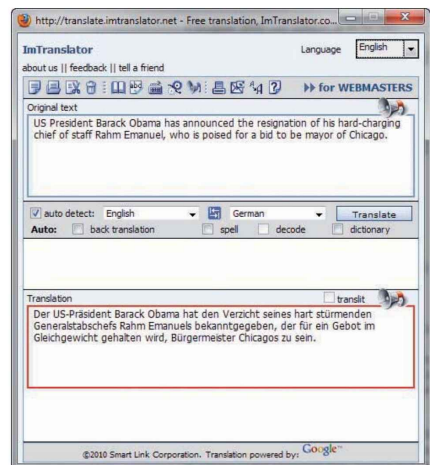 http://translate.imtranslator.net - Free translation, ImTranslator.co...
ImTranslator
Language English
about us || feedback || tell a friend
for WEBMASTERS
Original text
US President Barack Obama has announced the resignation of his hard-charging
chief of staff Rahm Emanuel, who is poised for a bid to be mayor of Chicago.
auto detect: English German Translate
Auto: back translation spell decode dictionary
Translation translit
Der US-Präsident Barack Obama hat den Verzicht seines hart stürmenden
Generalstabschefs Rahm Emanuels bekanntgegeben, der für ein Gebot im
Gleichgewicht gehalten wird, Bürgermeister Chicagos zu sein.
©2010 Smart Link Corporation. Translation powered by: Google™